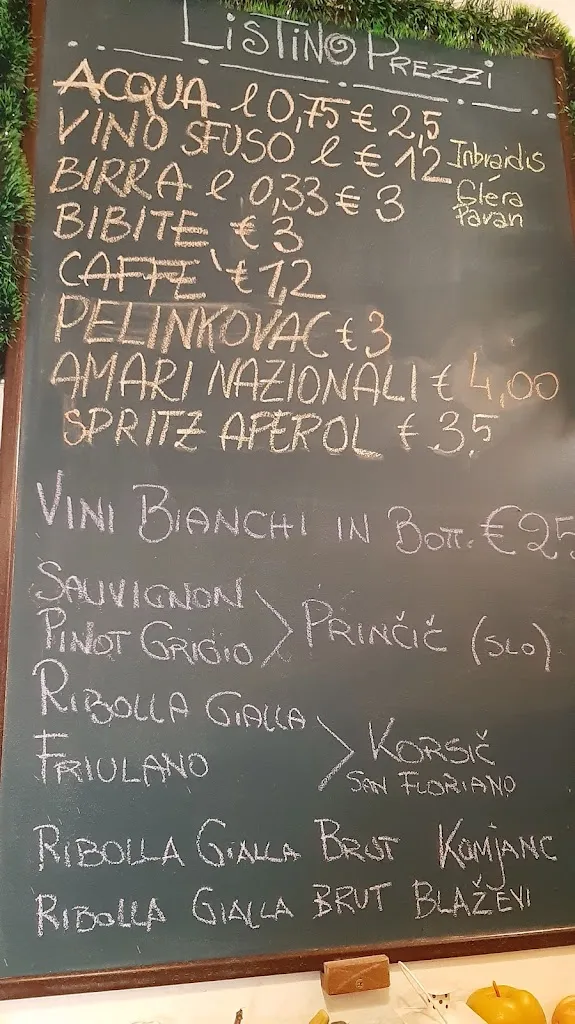 LISTINO PREZZI
ACQUA l 0,75 € 2,5
VINO SFUSO l € 12
Inbraidis
Gléra
Pavan
BIRRA l 0,33 € 3
BIBITE € 3
CAFFE' € 1,2
PELINKOVAC € 3
AMARI NAZIONALI € 4,00
SPRITZ APEROL € 3,5
VINI BIANCHI IN BOTT. € 25
SAUVIGNON
PINOT GRIGIO > PRINČIČ (SLO)
RIBOLLA GIALLA
FRIULANO > KORSIČ
SAN FLORIANO
RIBOLLA GIALLA BRUT KOMJANC
RIBOLLA GIALLA BRUT BLAŽEVI